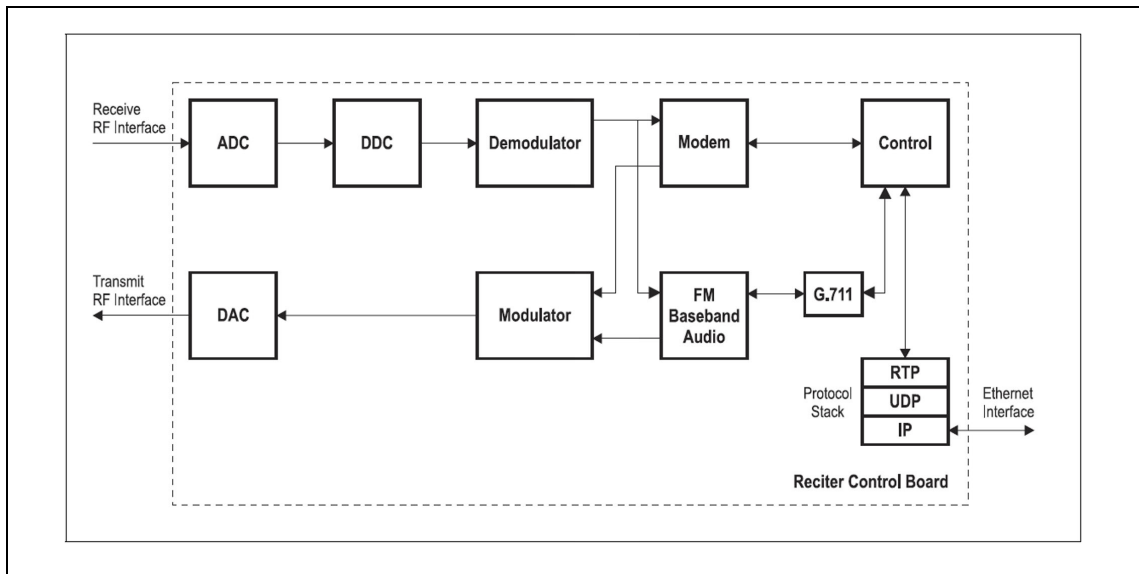 Receive
RF Interface
ADC
DDC
Demodulator
Modem
Control
Transmit
RF Interface
DAC
Modulator
FM
Baseband
Audio
G.711
RTP
UDP
IP
Protocol
Stack
Ethernet
Interface
Reciter Control Board